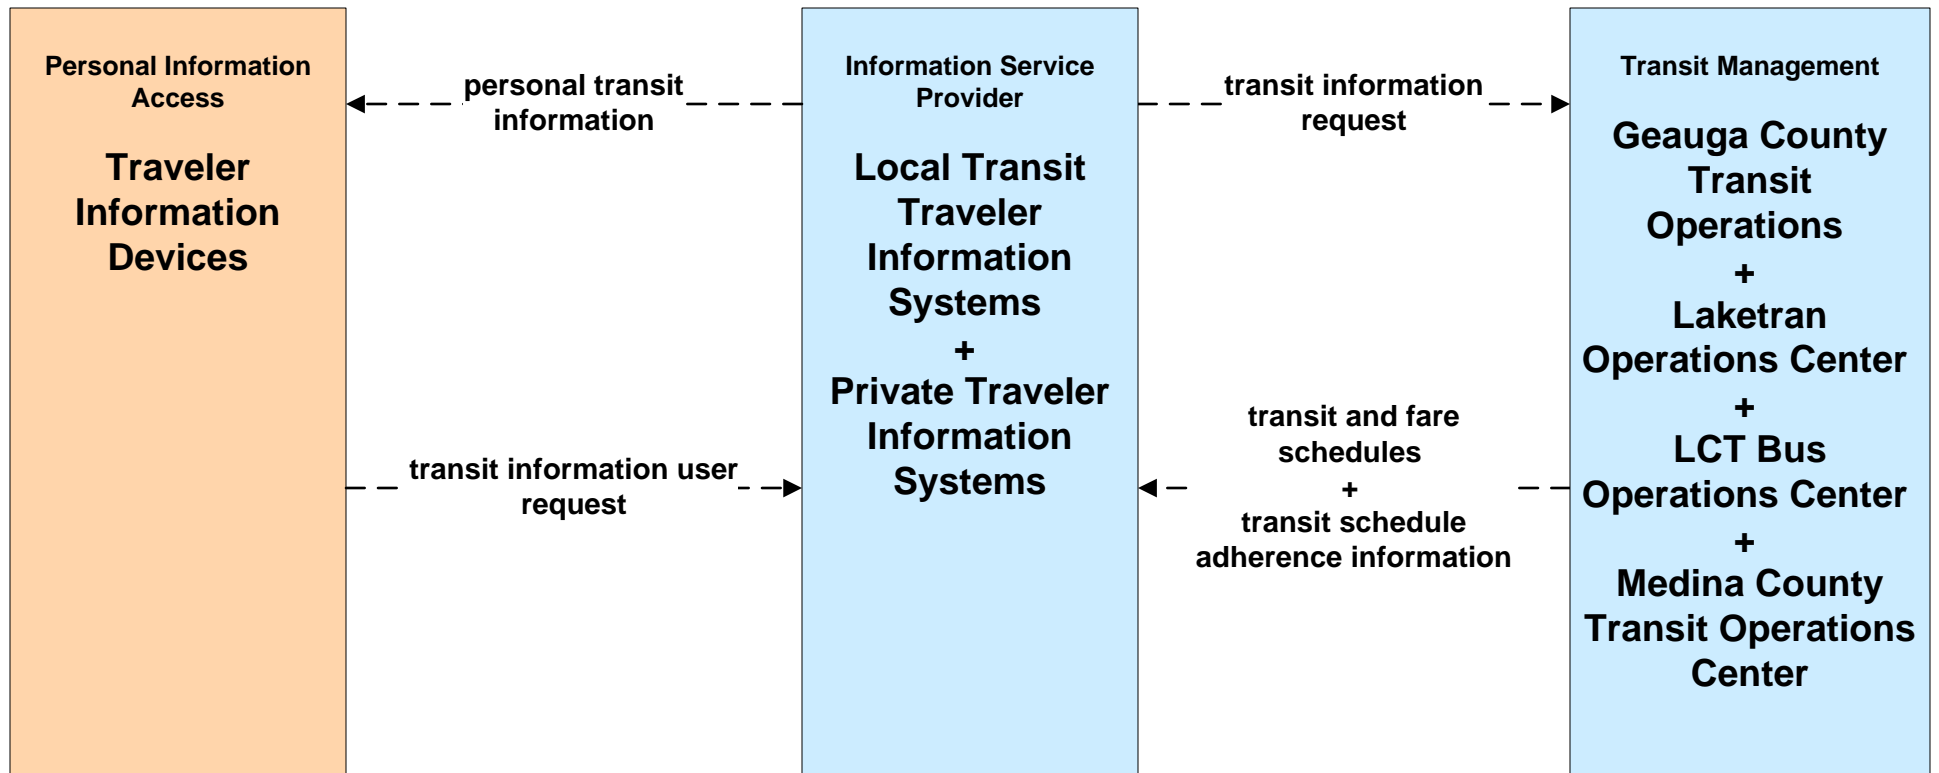 Personal Information
Access
Traveler
Information
Devices
personal transit
information
transit information user
request
Information Service
Provider
Local Transit
Traveler
Information
Systems
+
Private Traveler
Information
Systems
transit information
request
transit and fare
schedules
+
transit schedule
adherence information
Transit Management
Geauga County
Transit
Operations
+
Laketran
Operations Center
+
LCT Bus
Operations Center
+
Medina County
Transit Operations
Center